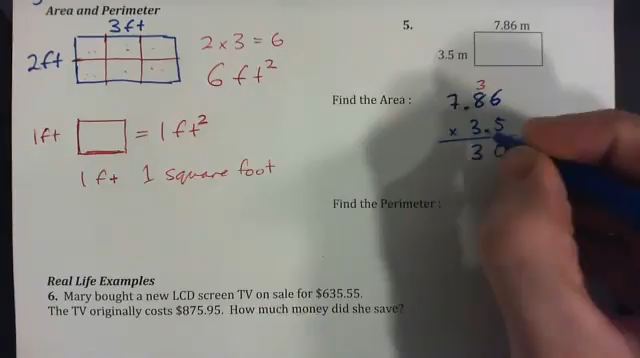 Area and Perimeter
3ft
2ft
2 x 3 = 6
6 ft²
1ft
= 1 ft²
1 ft 1 square foot
5.
7.86 m
3.5 m
Find the Area :
3
7.86
x 3.5
30
Find the Perimeter :
Real Life Examples
6. Mary bought a new LCD screen TV on sale for $635.55.
The TV originally costs $875.95. How much money did she save?